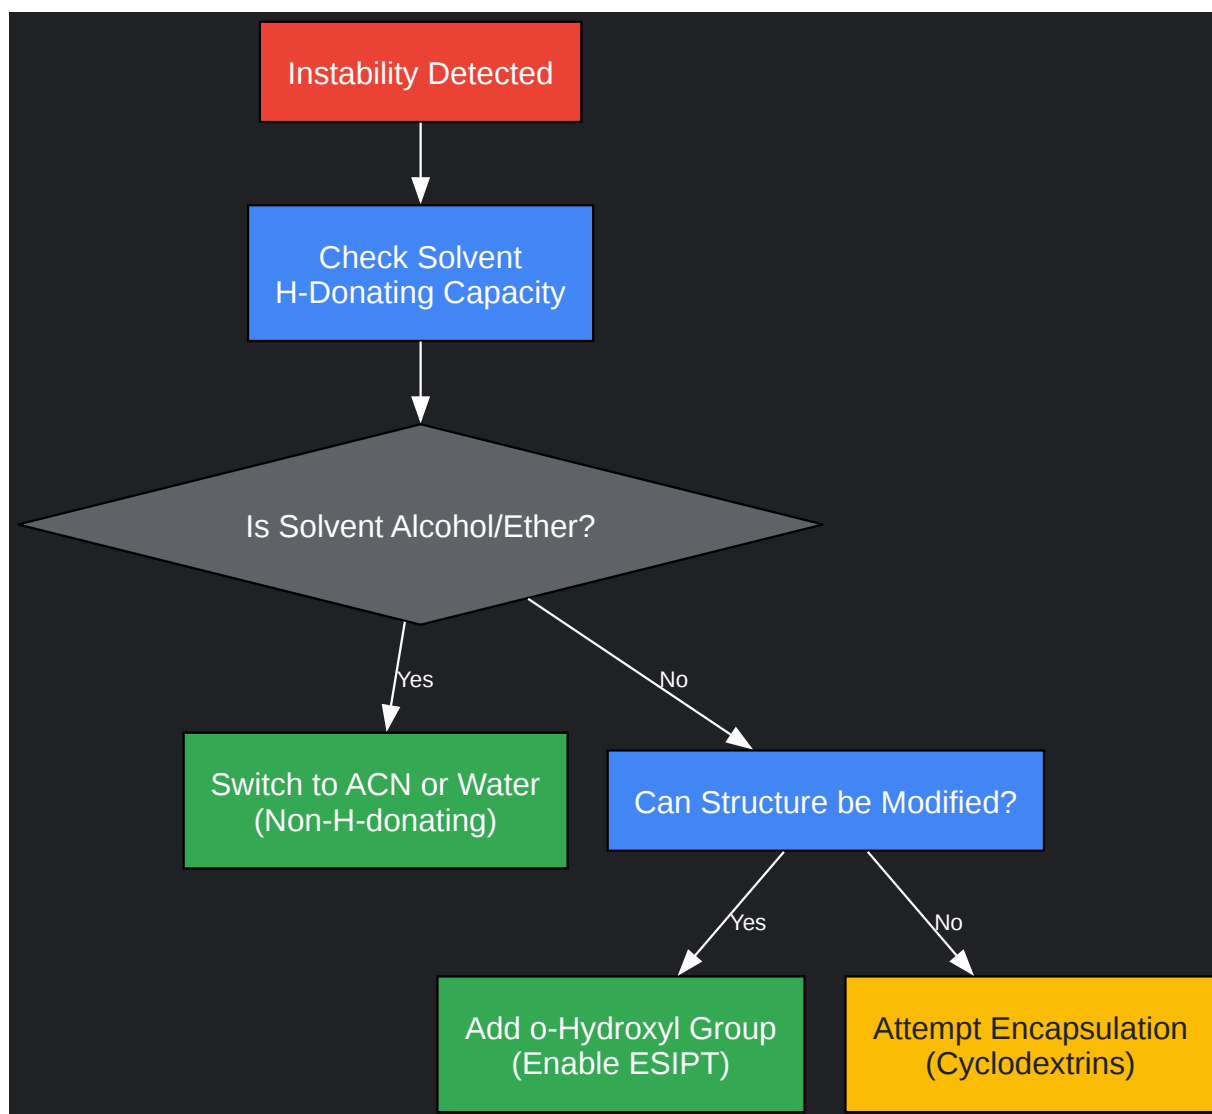 Instability Detected
Check Solvent
H-Donating Capacity
Is Solvent Alcohol/Ether?
Yes
No
Switch to ACN or Water
(Non-H-donating)
Can Structure be Modified?
Yes
No
Add o-Hydroxyl Group
(Enable ESIPT)
Attempt Encapsulation
(Cyclodextrins)